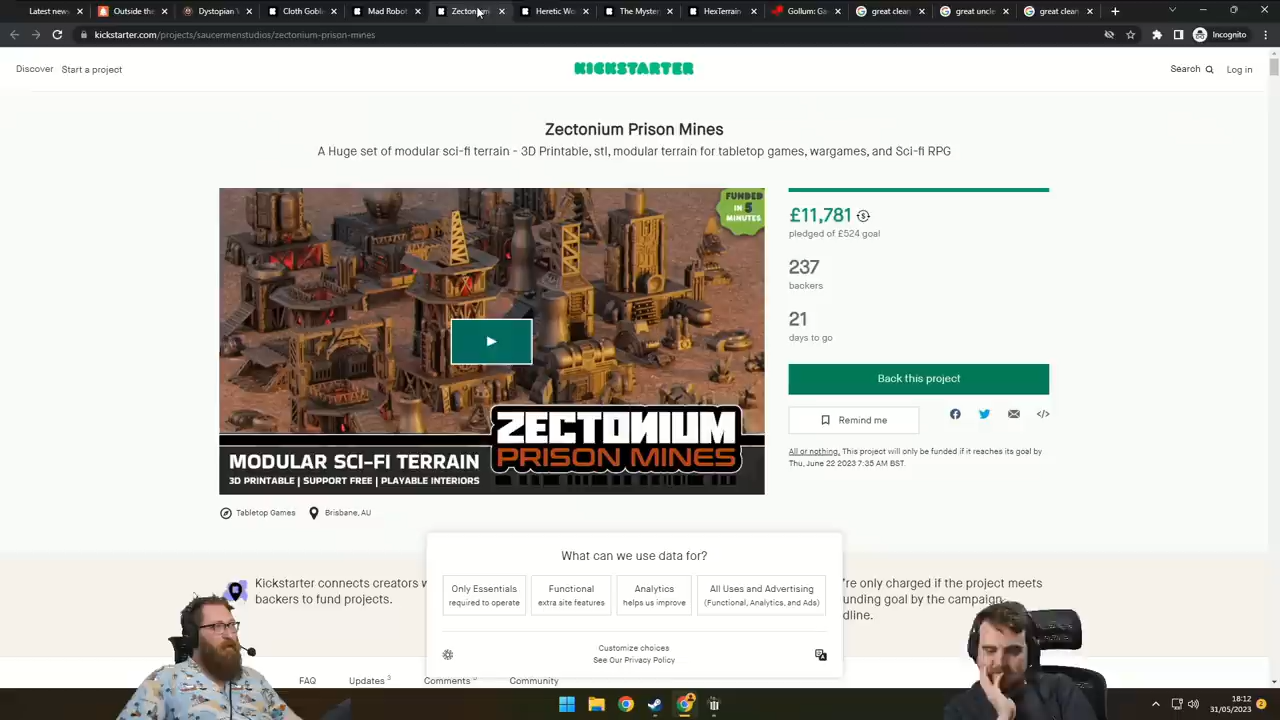 Goble
Dystopian
Cloth Gob
Mad Robot
Zectoni
Heretic Wo
The Myster
HexTerrain
Gollum: Ga
great uncle
great clean
kickstarter.com/projects/saucermenstudios/zectonium-prison-mines
Incognito
Discover
Start a project
KICKSTARTER
Search
Log in
Zectonium Prison Mines
A Huge set of modular sci-fi terrain - 3D Printable, stl, modular terrain for tabletop games, wargames, and Sci-fi RPG
FUNDED
IN 5
MINUTES
ZECTONIUM
PRISON MINES
MODULAR SCI-FI TERRAIN
3D PRINTABLE | SUPPORT FREE | PLAYABLE INTERIORS
£11,781
pledged of £524 goal
237
backers
21
days to go
Back this project
Remind me
All or nothing. This project will only be funded if it reaches its goal by
Thu, June 22 2023 7:35 AM BST.
Tabletop Games
Brisbane, AU
Kickstarter connects creators w
backers to fund projects.
're only charged if the project meets
unding goal by the campaign
dline.
What can we use data for?
Only Essentials
required to operate
Functional
extra site features
Analytics
helps us improve
All Uses and Advertising
(Functional, Analytics, and Ads)
Customize choices
See Our Privacy Policy
FAQ
Updates 3
Comments
Community
18:12
31/05/2023